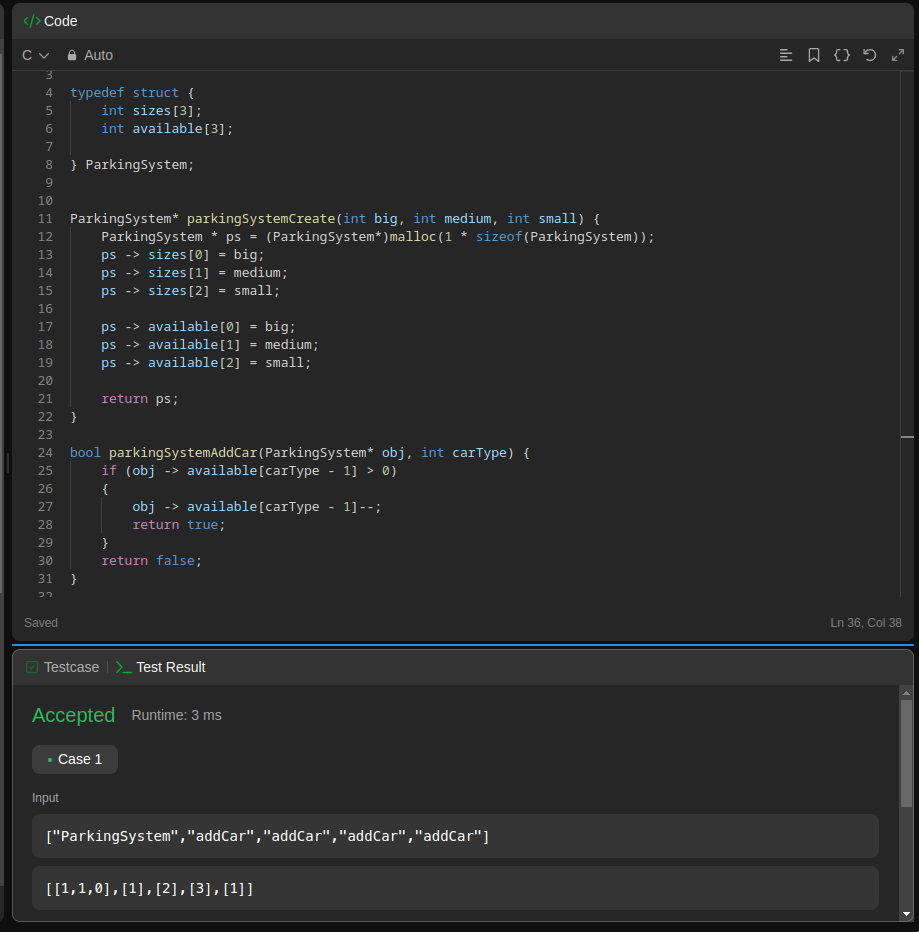 </> Code
C Auto
3
4 typedef struct {
5 int sizes[3];
6 int available[3];
7
8 } ParkingSystem;
9
10
11 ParkingSystem* parkingSystemCreate(int big, int medium, int small) {
12 ParkingSystem * ps = (ParkingSystem*)malloc(1 * sizeof(ParkingSystem));
13 ps -> sizes[0] = big;
14 ps -> sizes[1] = medium;
15 ps -> sizes[2] = small;
16
17 ps -> available[0] = big;
18 ps -> available[1] = medium;
19 ps -> available[2] = small;
20
21 return ps;
22 }
23
24 bool parkingSystemAddCar(ParkingSystem* obj, int carType) {
25 if (obj -> available[carType - 1] > 0)
26 {
27 obj -> available[carType - 1]--;
28 return true;
29 }
30 return false;
31 }
32
Saved Ln 36, Col 38
Testcase | >_ Test Result
Accepted Runtime: 3 ms
• Case 1
Input
["ParkingSystem","addCar","addCar","addCar","addCar"]
[[1,1,0],[1],[2],[3],[1]]